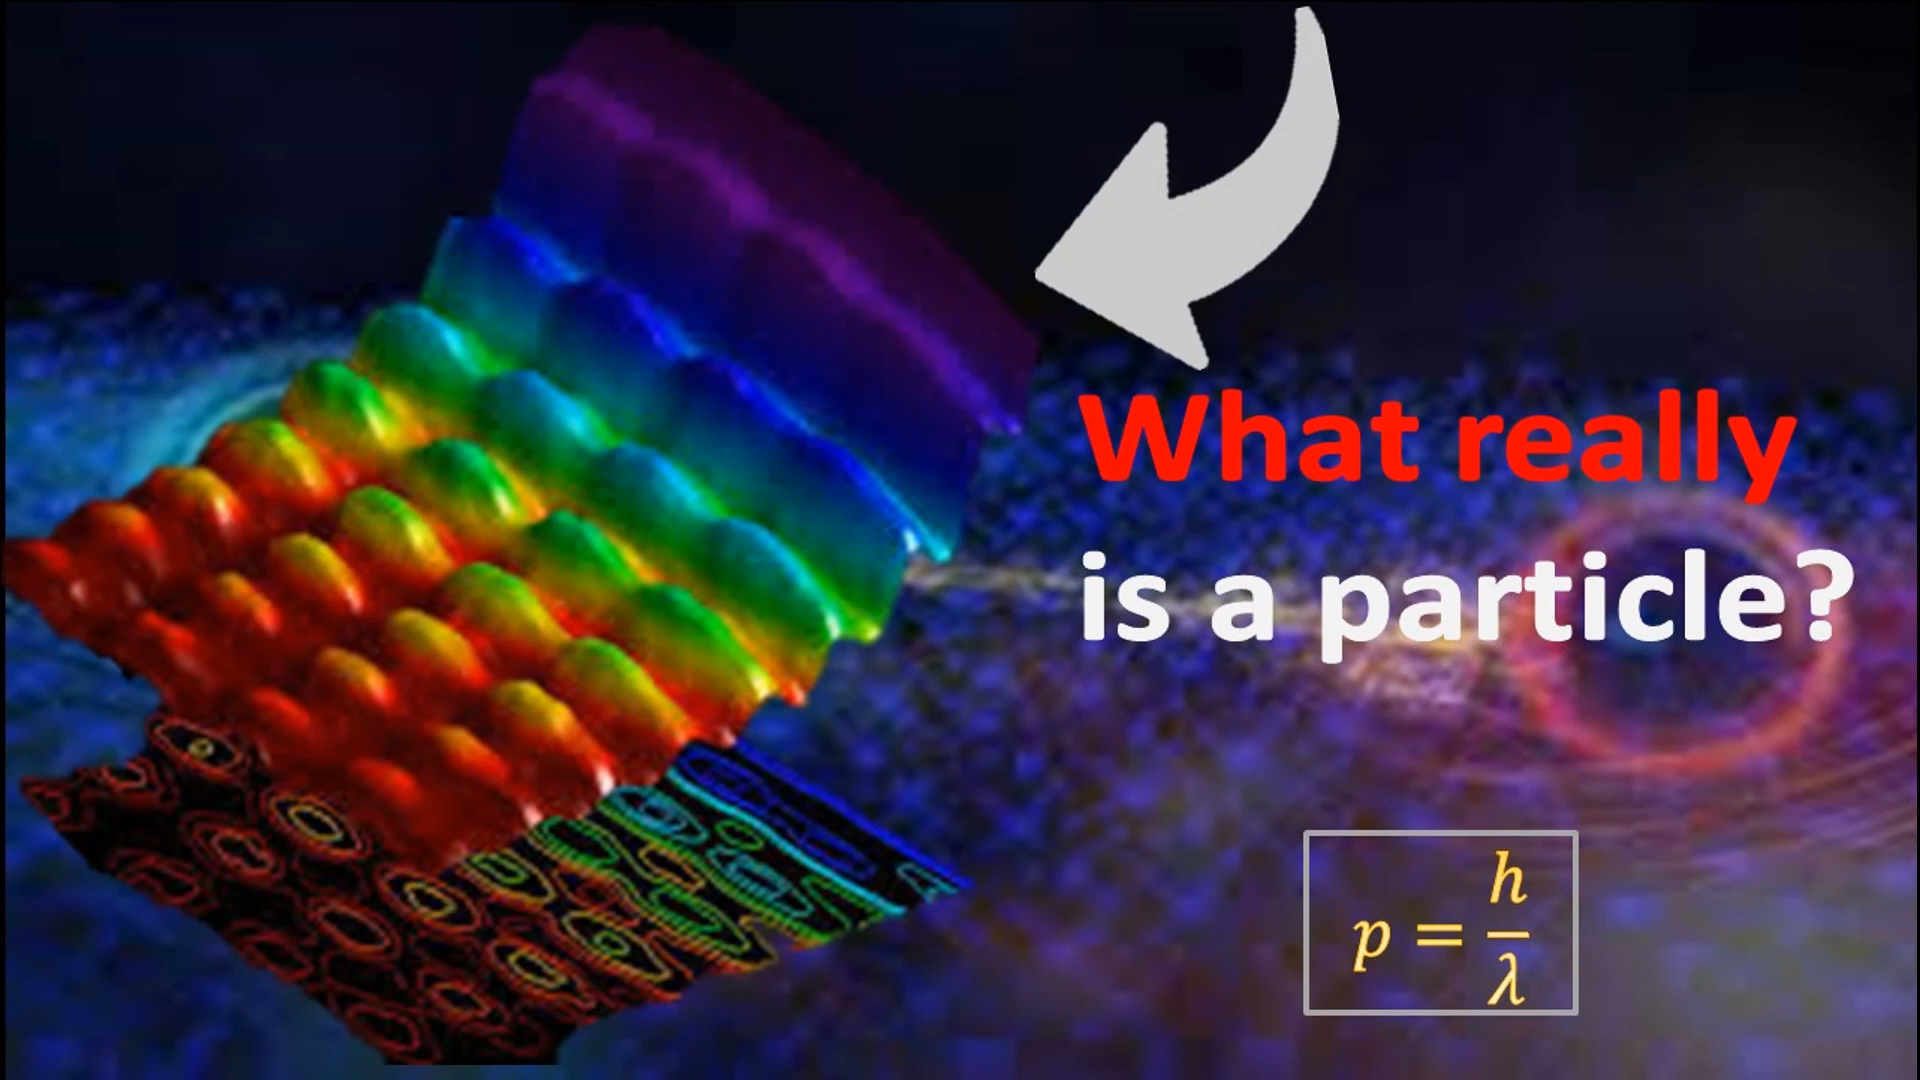 What really
is a particle?
p = h/λ